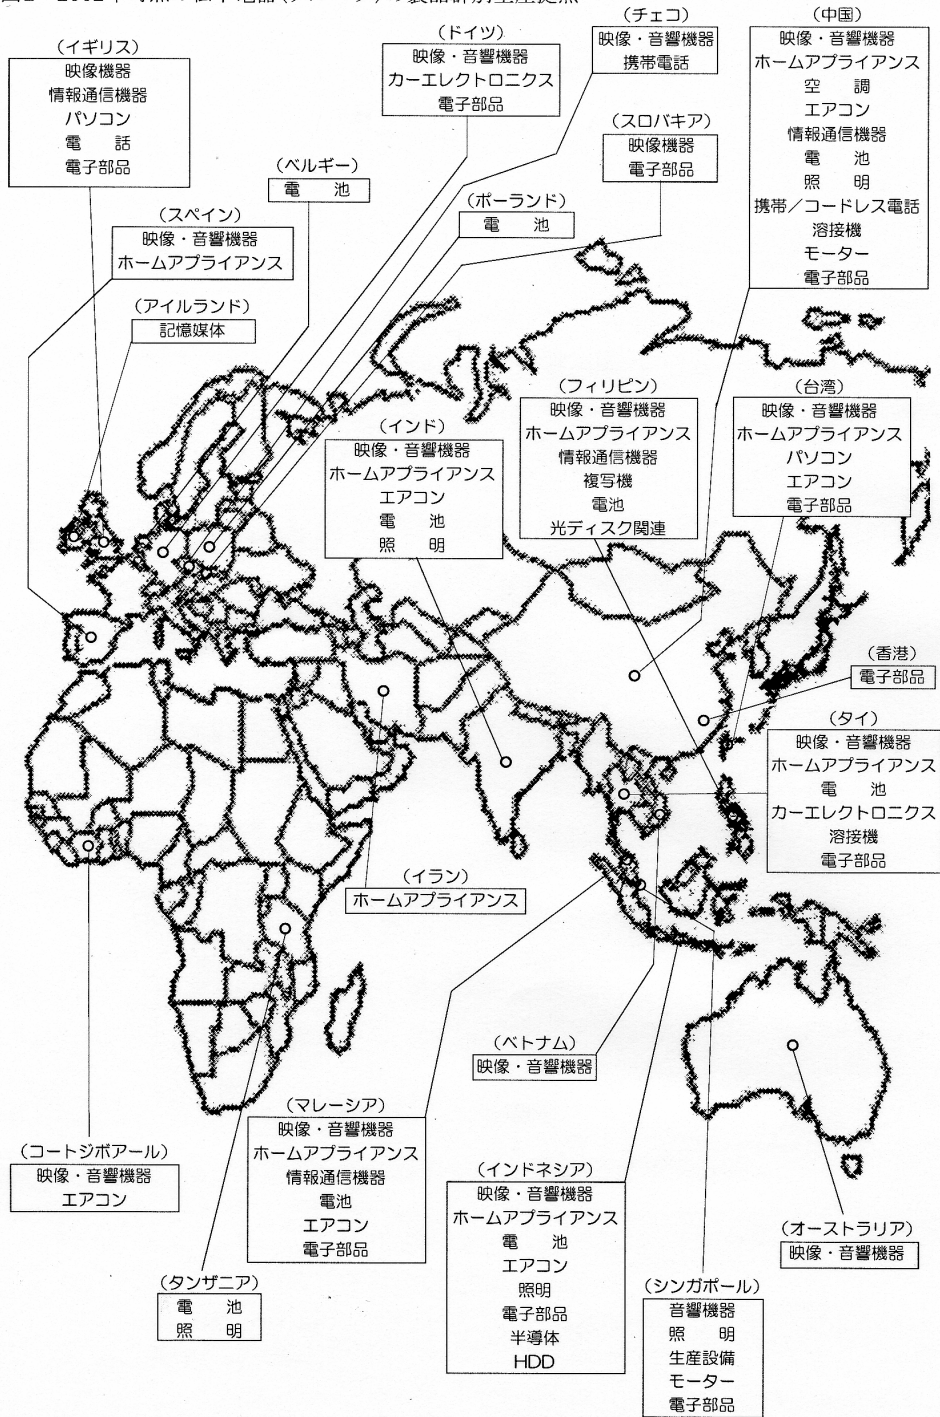 (イギリス)
映像機器
情報通信機器
パソコン
電　話
電子部品
(ドイツ)
映像・音響機器
カーエレクトロニクス
電子部品
(チェコ)
映像・音響機器
携帯電話
(中国)
映像・音響機器
ホームアプライアンス
空　調
エアコン
情報通信機器
電　池
照　明
携帯／コードレス電話
溶接機
モーター
電子部品
(スロバキア)
映像機器
電子部品
(ベルギー)
電　池
(ポーランド)
電　池
(スペイン)
映像・音響機器
ホームアプライアンス
(アイルランド)
記憶媒体
(インド)
映像・音響機器
ホームアプライアンス
エアコン
電　池
照　明
(フィリピン)
映像・音響機器
ホームアプライアンス
情報通信機器
複写機
電池
光ディスク関連
(台湾)
映像・音響機器
ホームアプライアンス
パソコン
エアコン
電子部品
(香港)
電子部品
(タイ)
映像・音響機器
ホームアプライアンス
電　池
カーエレクトロニクス
溶接機
電子部品
(イラン)
ホームアプライアンス
(ベトナム)
映像・音響機器
(コートジボアール)
映像・音響機器
エアコン
(マレーシア)
映像・音響機器
ホームアプライアンス
情報通信機器
電池
エアコン
電子部品
(インドネシア)
映像・音響機器
ホームアプライアンス
電　池
エアコン
照明
電子部品
半導体
HDD
(オーストラリア)
映像・音響機器
(タンザニア)
電　池
照　明
(シンガポール)
音響機器
照　明
生産設備
モーター
電子部品